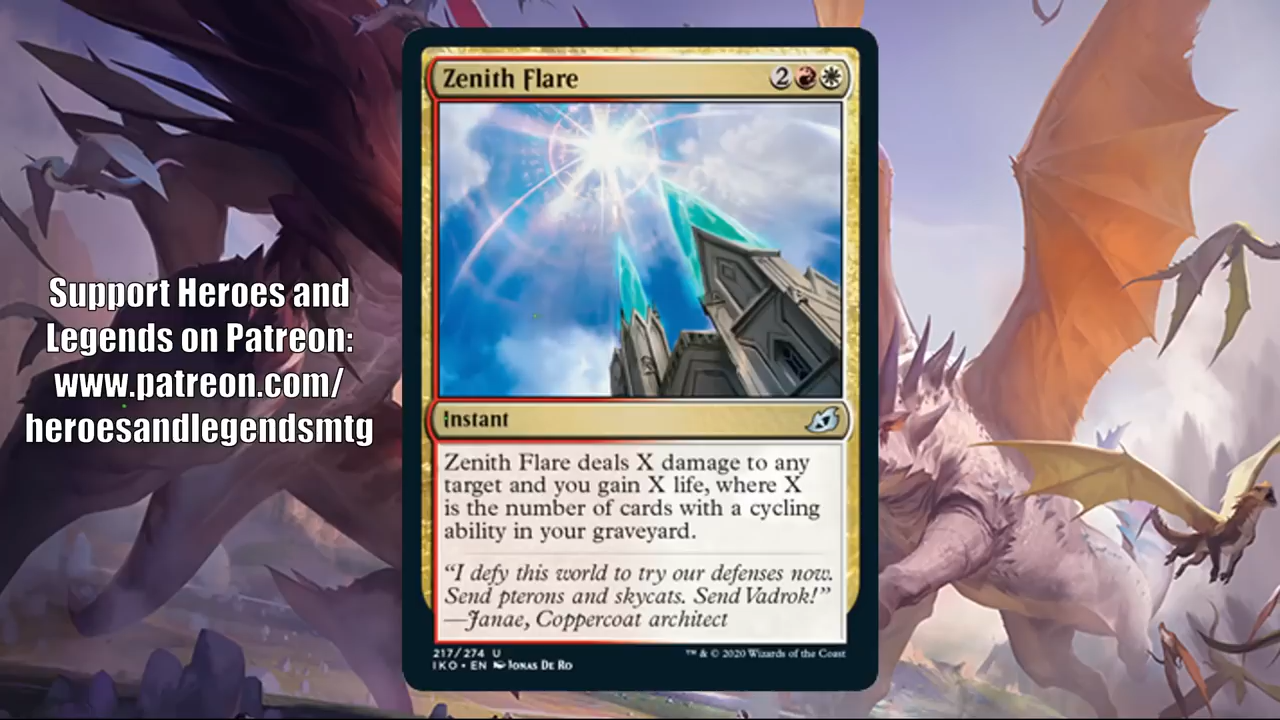 Support Heroes and
Legends on Patreon:
www.patreon.com/
heroesandlegendsmtg
Zenith Flare
2
Instant
Zenith Flare deals X damage to any
target and you gain X life, where X
is the number of cards with a cycling
ability in your graveyard.
“I defy this world to try our defenses now.
Send pterons and skycats. Send Vadrok!”
—Janae, Coppercoat architect
217/274 U
IKO • EN Jonas De Ro
™ & © 2020 Wizards of the Coast